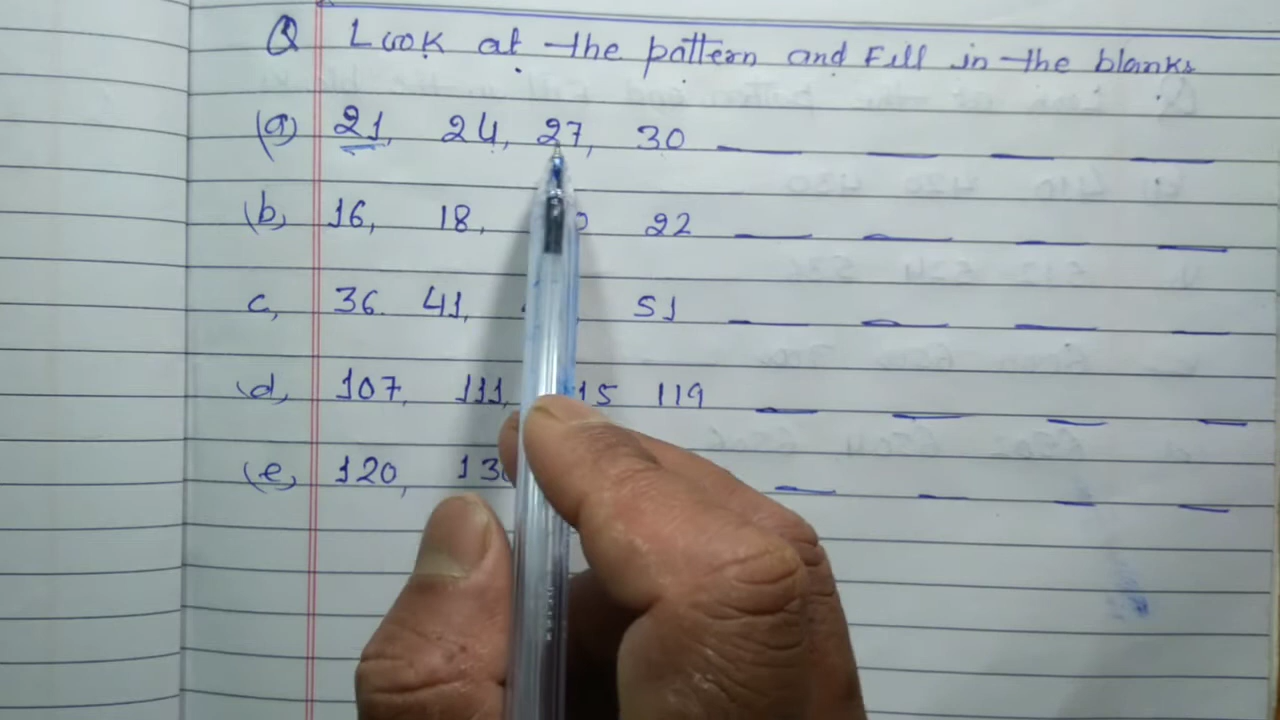 Q Look at the pattern and Fill in the blanks
(a) 21, 24, 27, 30
(b) 16, 18, 22
c, 36. 41, 51
d, 107, 111, 119
(e) 120,